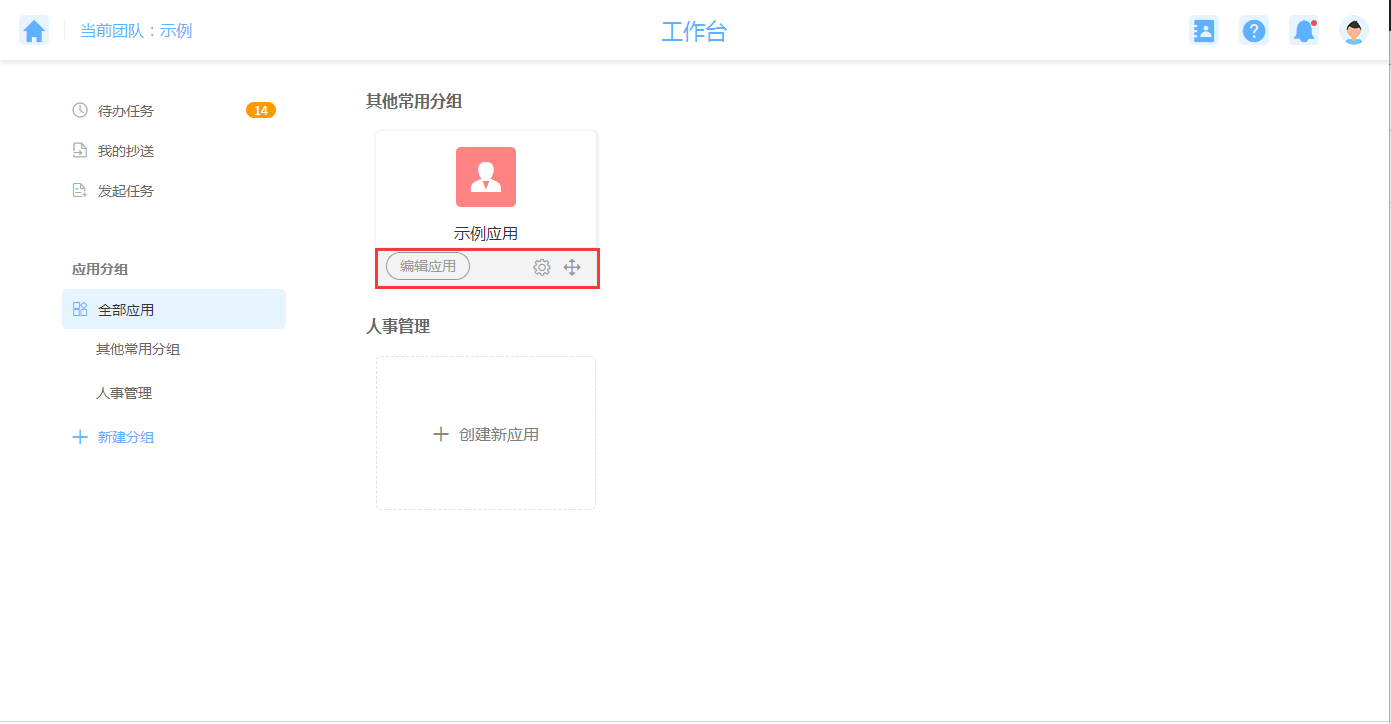 当前团队：示例
工作台
待办任务
14
我的抄送
发起任务
应用分组
全部应用
其他常用分组
人事管理
新建分组
其他常用分组
示例应用
编辑应用
人事管理
创建新应用